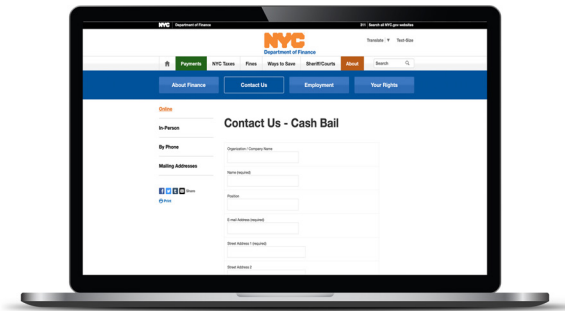 NYC Department of Finance 311 Search all NYC.gov websites
NYC
Department of Finance
Translate ▼ Text-Size
Payments NYC Taxes Fines Ways to Save Sheriff/Courts About Search
About Finance Contact Us Employment Your Rights
Online
In-Person
By Phone
Mailing Addresses
Share
Print
Contact Us - Cash Bail
Organization / Company Name
Name (required)
Position
E-mail Address (required)
Street Address 1 (required)
Street Address 2